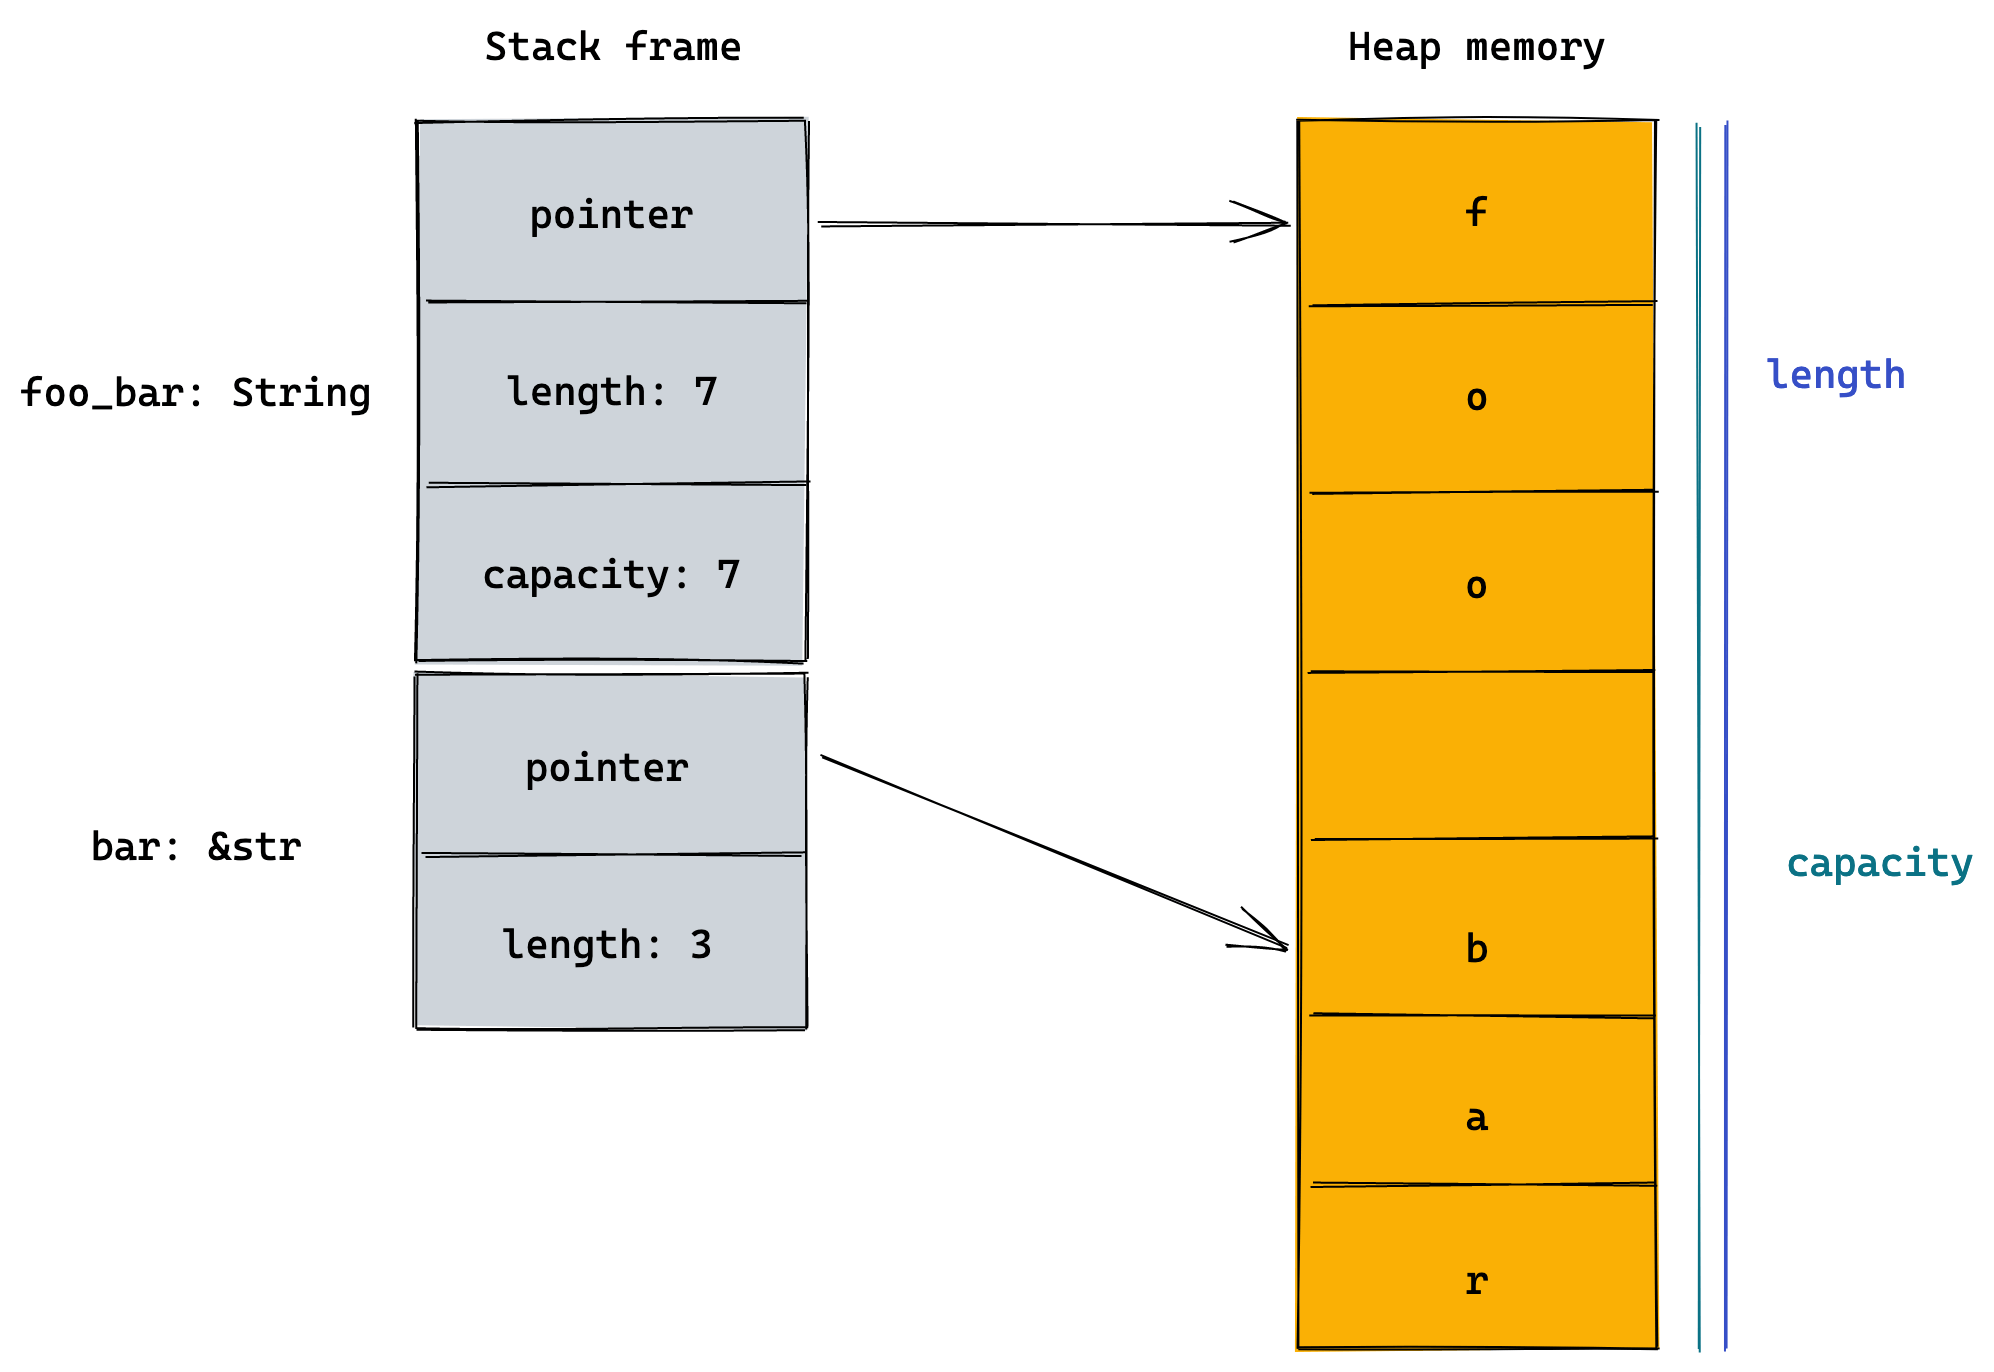 Stack frame
Heap memory
foo_bar: String
pointer
length: 7
capacity: 7
bar: &str
pointer
length: 3
f
o
o
b
a
r
length
capacity